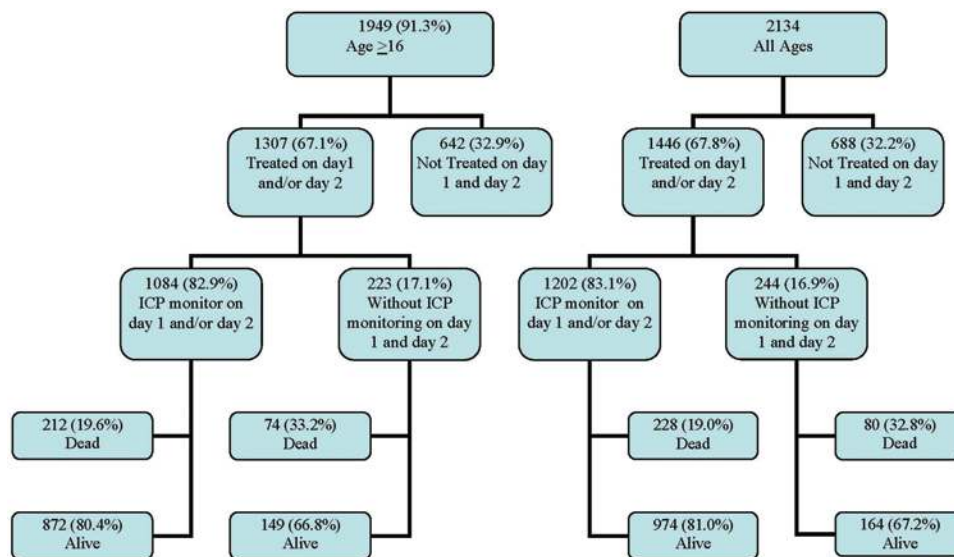 1949 (91.3%)
Age ≥16
2134
All Ages
1307 (67.1%)
Treated on day1
and/or day 2
642 (32.9%)
Not Treated on day
1 and day 2
1446 (67.8%)
Treated on day1
and/or day 2
688 (32.2%)
Not Treated on day
1 and day 2
1084 (82.9%)
ICP monitor on
day 1 and/or day 2
223 (17.1%)
Without ICP
monitoring on day
1 and day 2
1202 (83.1%)
ICP monitor on
day 1 and/or day 2
244 (16.9%)
Without ICP
monitoring on day
1 and day 2
212 (19.6%)
Dead
74 (33.2%)
Dead
228 (19.0%)
Dead
80 (32.8%)
Dead
872 (80.4%)
Alive
149 (66.8%)
Alive
974 (81.0%)
Alive
164 (67.2%)
Alive